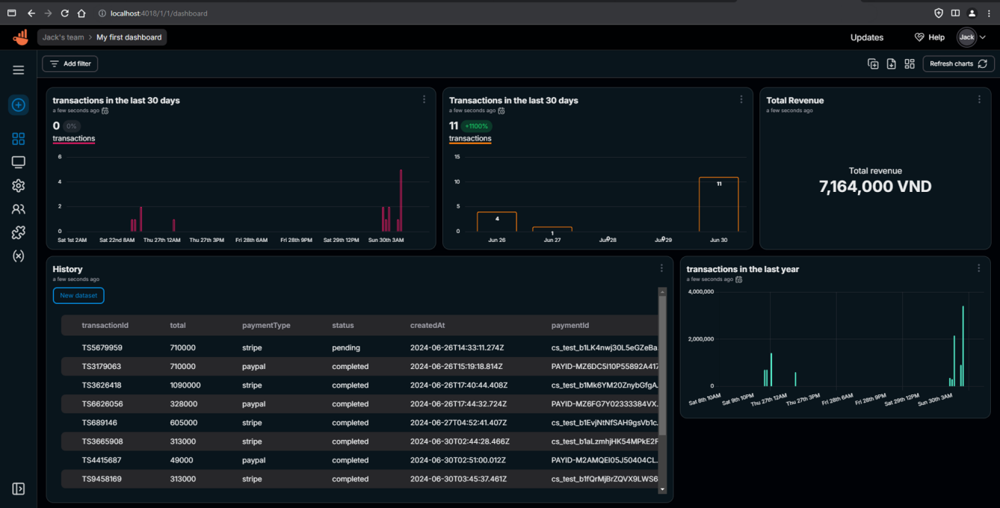 localhost:4018/1/1/dashboard
Jack's team > My first dashboard
Updates
Help
Jack
Add filter
Refresh charts
transactions in the last 30 days
a few seconds ago
0 0%
transactions
6
4
2
0
Sat 1st 2AM Sat 22nd 8AM Thu 27th 12AM Thu 27th 3PM Fri 28th 6AM Fri 28th 9PM Sat 29th 12PM Sun 30th 3AM
Transactions in the last 30 days
a few seconds ago
11 +1100%
transactions
15
10
5
0
4
1
0
0
11
Jun 26 Jun 27 Jun 28 Jun 29 Jun 30
Total Revenue
a few seconds ago
Total revenue
7,164,000 VND
History
a few seconds ago
New dataset
transactionId total paymentType status createdAt paymentId
TS5679959 710000 stripe pending 2024-06-26T14:33:11.274Z cs_test_b1LK4nwj30L5eGZeBa
TS3179063 710000 paypal completed 2024-06-26T15:19:18.814Z PAYID-MZ6DC5I10P55892A417
TS3626418 1090000 stripe completed 2024-06-26T17:40:44.408Z cs_test_b1Mk6YM20ZnybGfgA
TS6626056 328000 paypal completed 2024-06-26T17:44:32.724Z PAYID-MZ6FG7Y02333384VX
TS689146 605000 stripe completed 2024-06-27T04:52:41.407Z cs_test_b1EvjNtNfSAH9gsVb1c
TS3665908 313000 stripe completed 2024-06-30T02:44:28.466Z cs_test_b1aLzmhjHK54MPkE2F
TS4415687 49000 paypal completed 2024-06-30T02:51:00.012Z PAYID-M2AMQEI05J50404CL
TS9458169 313000 stripe completed 2024-06-30T03:45:37.461Z cs_test_b1fQrMjBrZQVX9LWS6
transactions in the last year
a few seconds ago
4,000,000
2,000,000
0
Sat 8th 10AM Sat 9th 10PM Thu 27th 12AM Thu 27th 3PM Fri 28th 6AM Fri 28th 9PM Sat 29th 12PM Sun 30th 3AM